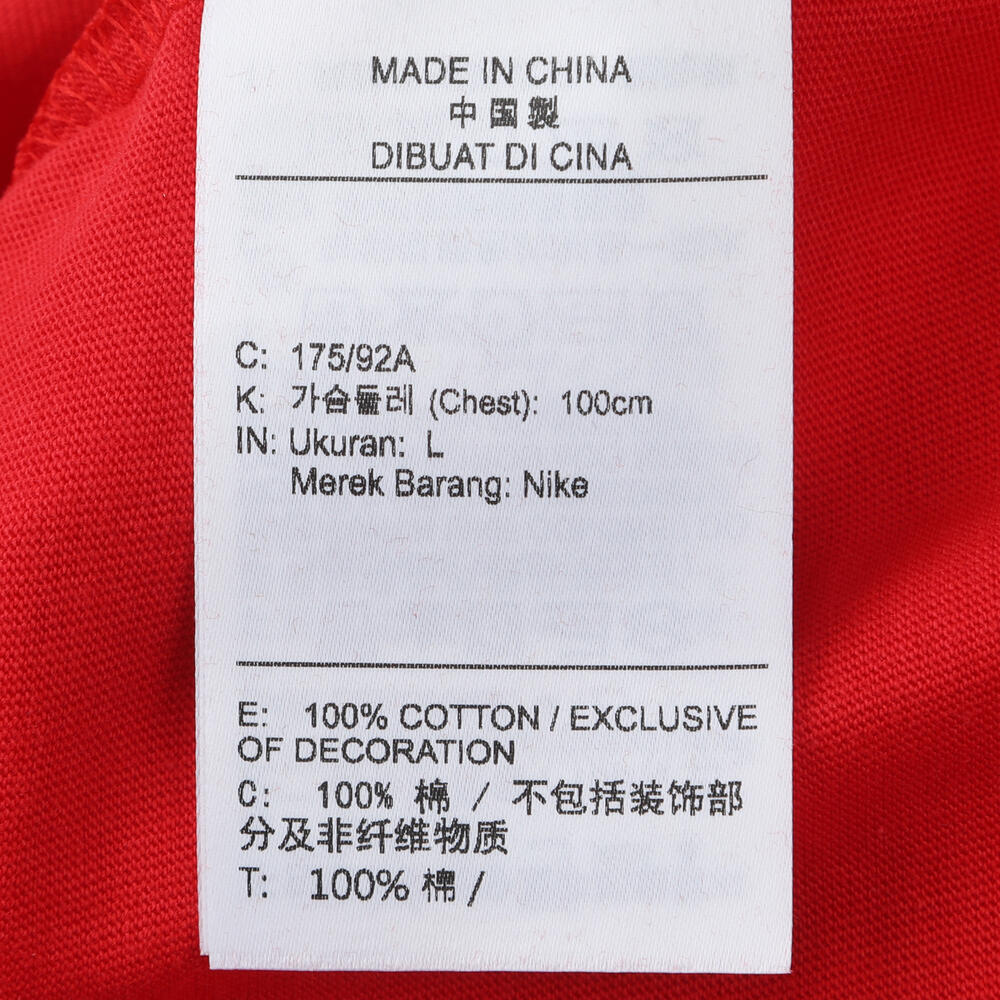 MADE IN CHINA
中国製
DIBUAT DI CINA
C: 175/92A
K: 가슴둘레 (Chest): 100cm
IN: Ukuran: L
Merek Barang: Nike
E: 100% COTTON / EXCLUSIVE
OF DECORATION
C: 100% 棉 / 不包括装饰部
分及非纤维物质
T: 100% 棉 /